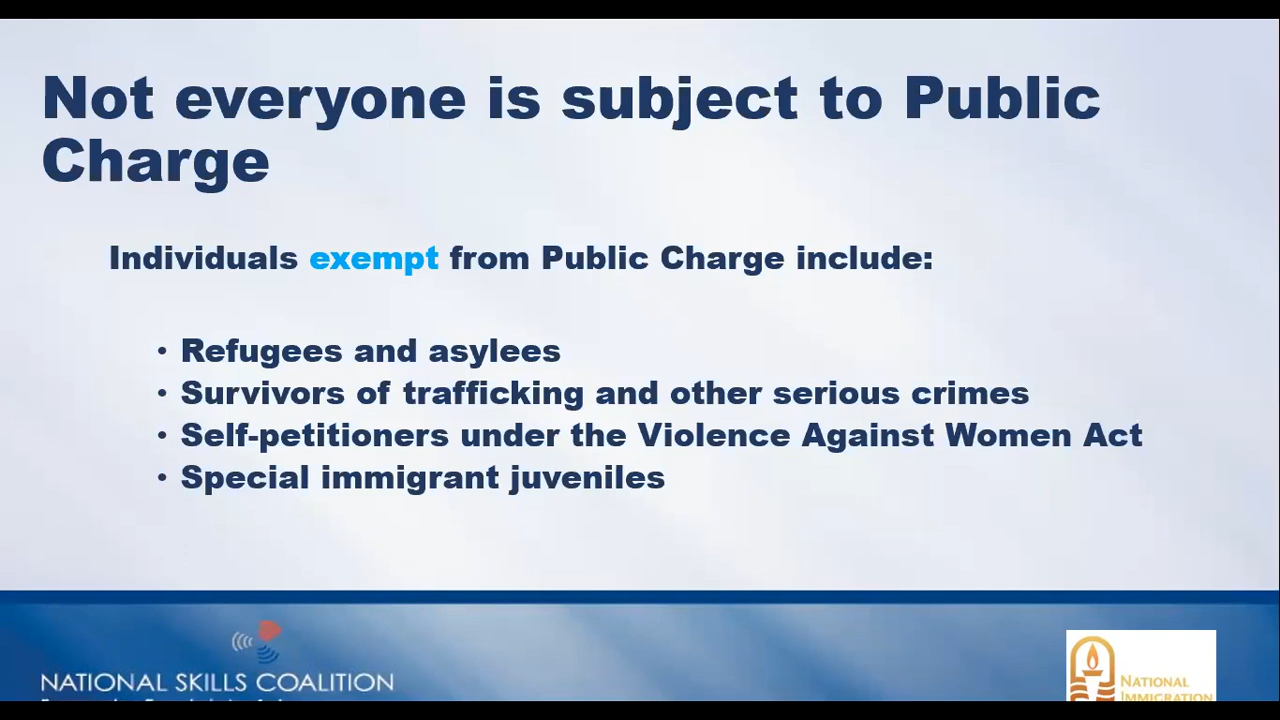 Not everyone is subject to Public
Charge
Individuals exempt from Public Charge include:
• Refugees and asylees
• Survivors of trafficking and other serious crimes
• Self-petitioners under the Violence Against Women Act
• Special immigrant juveniles
NATIONAL SKILLS COALITION
NATIONAL
IMMIGRATION